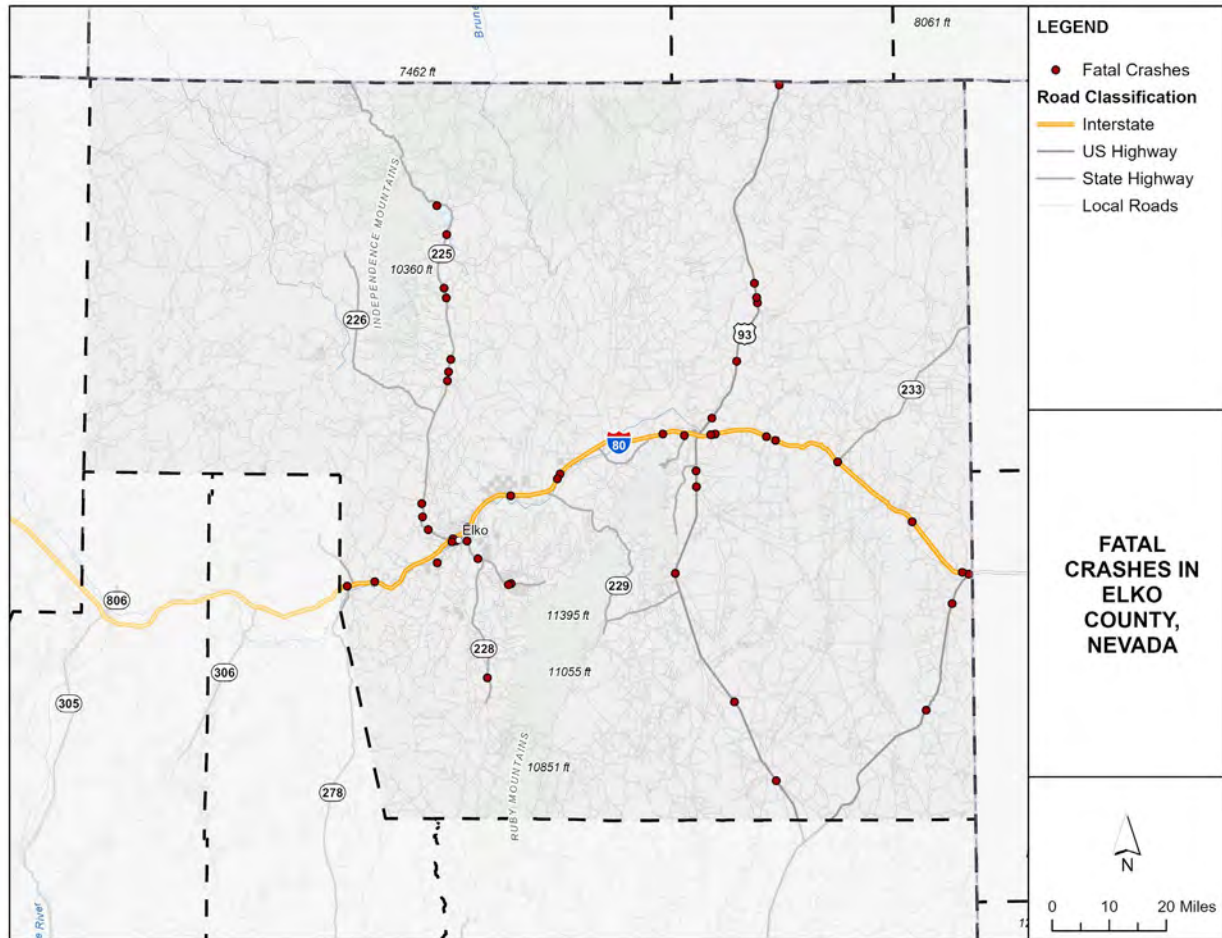 Brune
8061 ft
7462 ft
INDEPENDENCE MOUNTAINS
225
10360 ft
226
93
233
80
Elko
806
229
11395 ft
228
11055 ft
306
305
10851 ft
278
RUBY MOUNTAINS
e River
LEGEND
Fatal Crashes
Road Classification
Interstate
US Highway
State Highway
Local Roads
FATAL
CRASHES IN
ELKO
COUNTY,
NEVADA
N
0 10 20 Miles